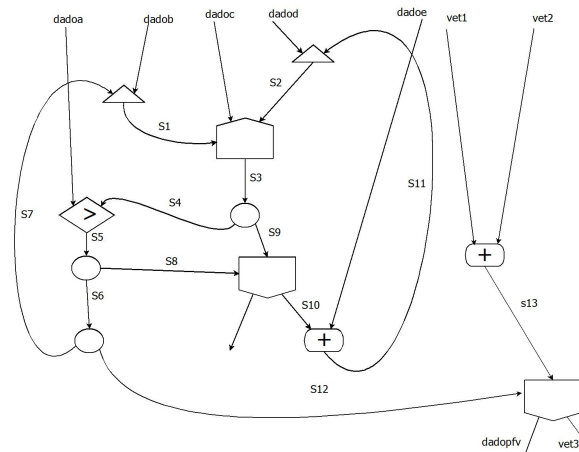 dadoa
dadob
dadoc
dadod
dadoe
vet1
vet2
S2
S1
S3
S11
S7
S4
>
S5
S9
S8
S6
S10
s13
+
+
S12
dadopfv
vet3